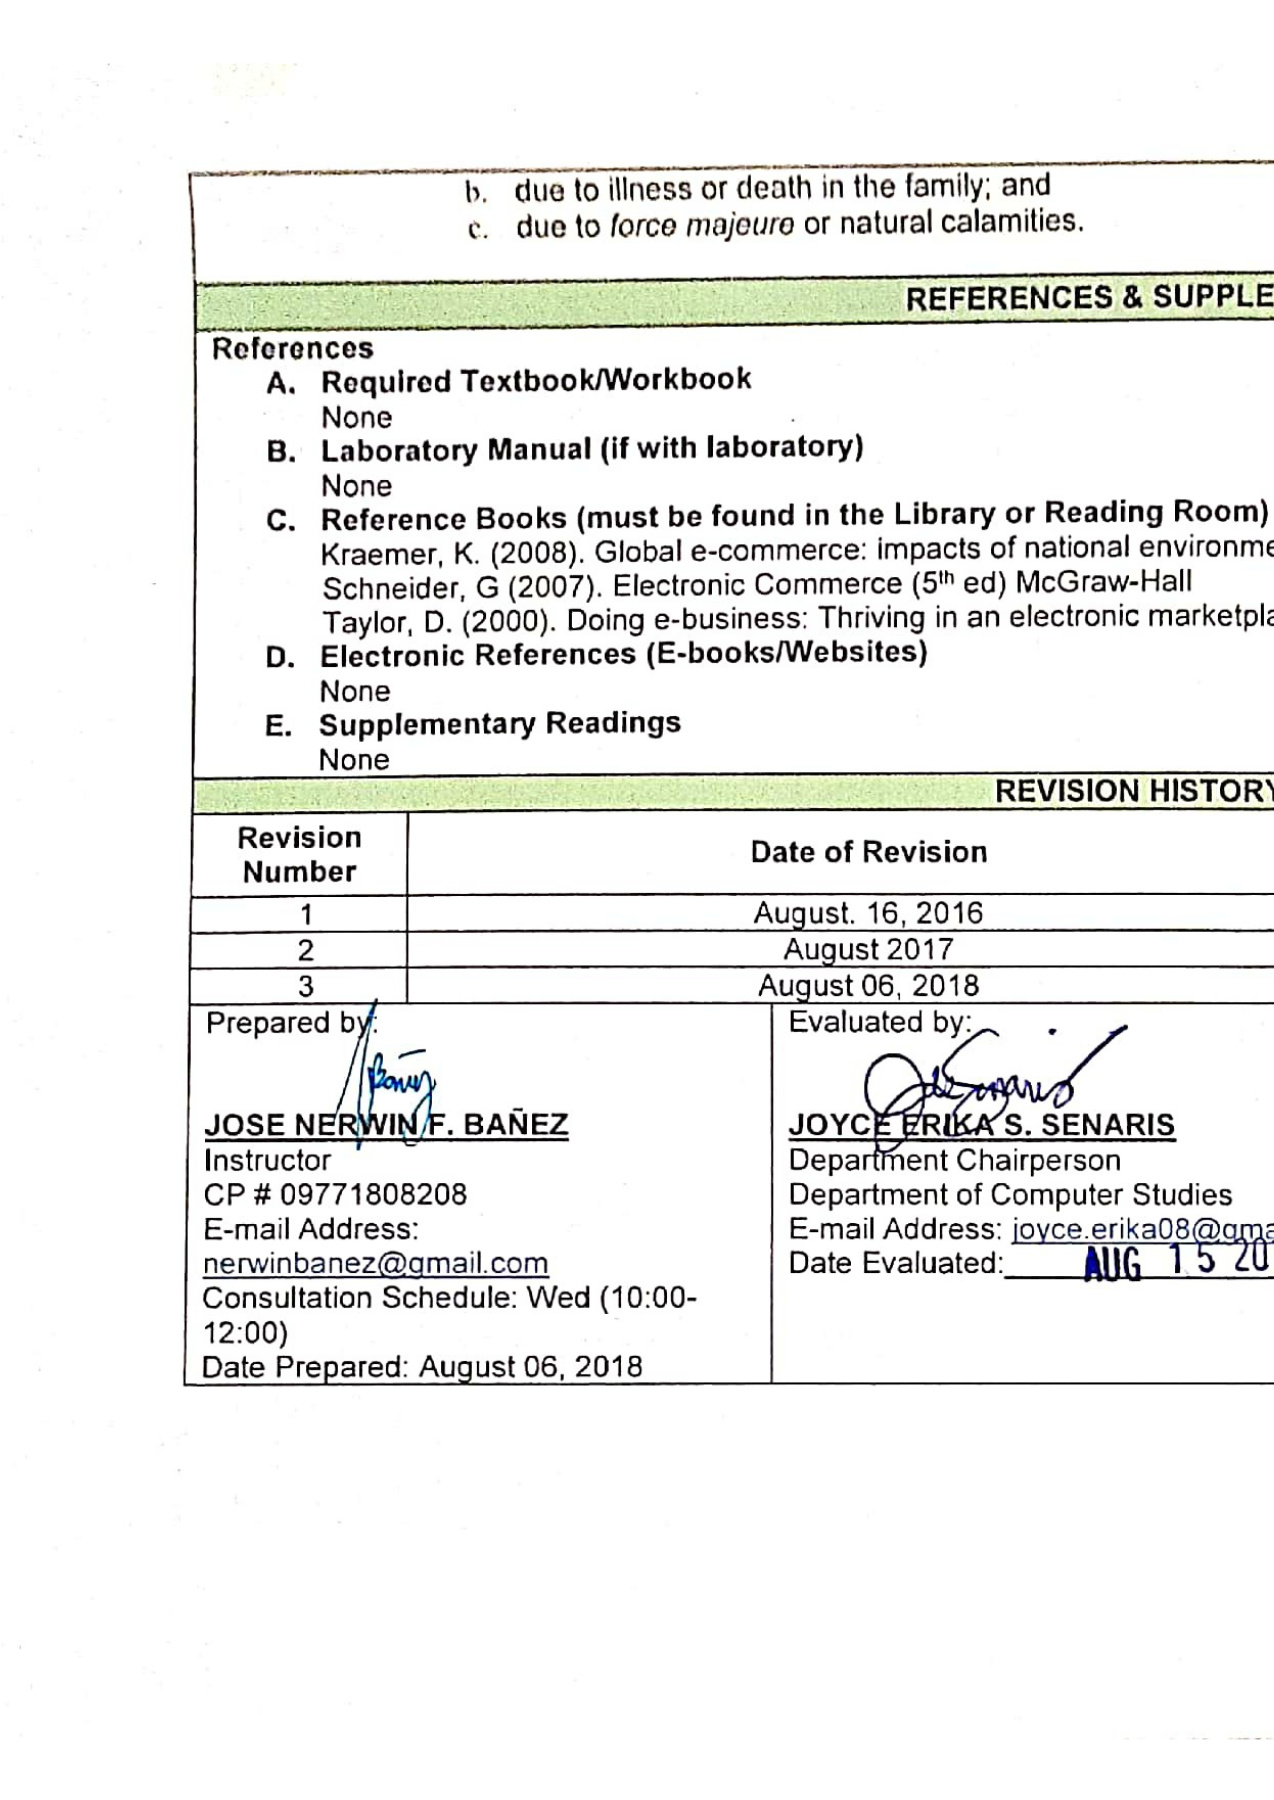 b. due to illness or death in the family; and
c. due to force majeure or natural calamities.
REFERENCES & SUPPLE
References
A. Required Textbook/Workbook
None
B. Laboratory Manual (if with laboratory)
None
C. Reference Books (must be found in the Library or Reading Room)
Kraemer, K. (2008). Global e-commerce: impacts of national environme
Schneider, G (2007). Electronic Commerce (5th ed) McGraw-Hall
Taylor, D. (2000). Doing e-business: Thriving in an electronic marketpla
D. Electronic References (E-books/Websites)
None
E. Supplementary Readings
None
REVISION HISTORY
Revision Number
Date of Revision
1 August. 16, 2016
2 August 2017
3 August 06, 2018
Prepared by:
JOSE NERWIN F. BAÑEZ
Instructor
CP # 09771808208
E-mail Address:
nerwinbanez@gmail.com
Consultation Schedule: Wed (10:00-
12:00)
Date Prepared: August 06, 2018
Evaluated by:
JOYCE ERIKA S. SENARIS
Department Chairperson
Department of Computer Studies
E-mail Address: joyce.erika08@gma
Date Evaluated: AUG 15 20